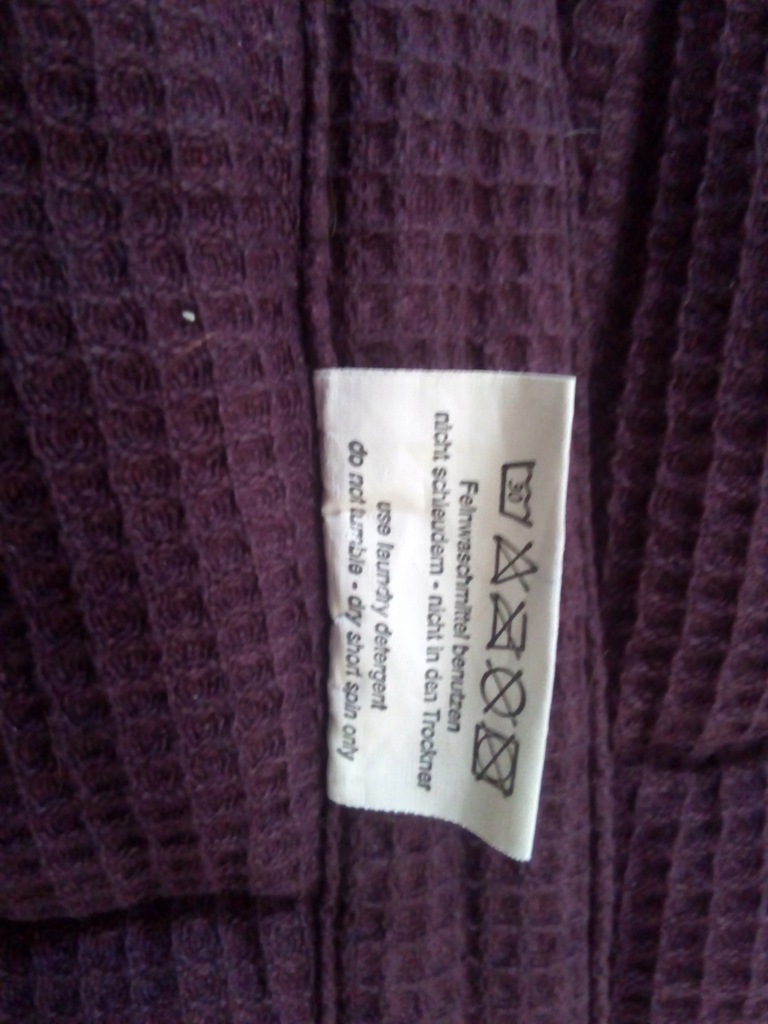 30
Feinwaschmittel benutzen
nicht schleudern - nicht in den Trockner
use laundry detergent
do not tumble - dry short spin only